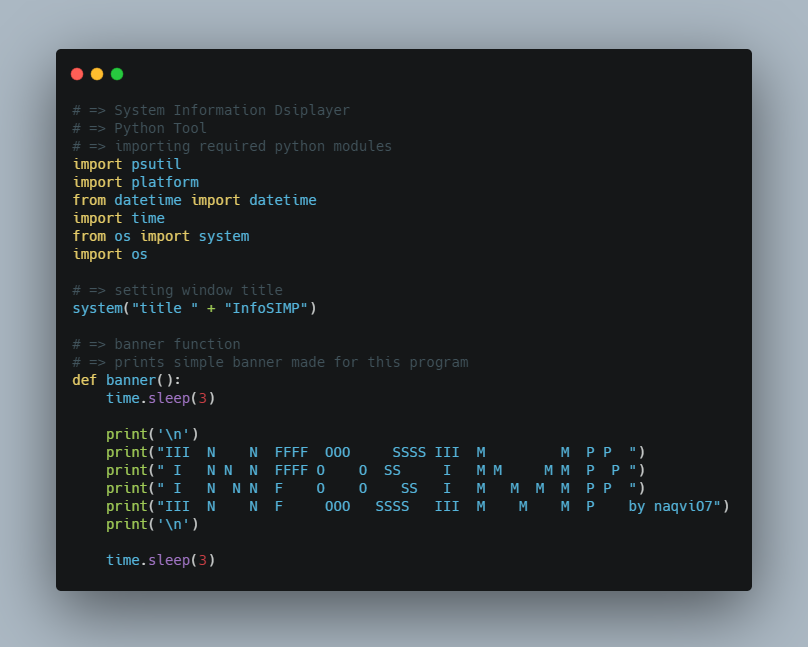 # => System Information Dsiplayer
# => Python Tool
# => importing required python modules
import psutil
import platform
from datetime import datetime
import time
from os import system
import os

# => setting window title
system("title " + "InfoSIMP")

# => banner function
# => prints simple banner made for this program
def banner():
    time.sleep(3)

    print('\n')
    print("III  N    N  FFFF  OOO     SSSS III  M         M  P P  ")
    print(" I   N N  N  FFFF O    O  SS     I   M M     M M  P  P ")
    print(" I   N  N N  F    O    O    SS   I   M   M  M  M  P P  ")
    print("III  N    N  F     OOO   SSSS   III  M    M    M  P    by naqviO7")
    print('\n')

    time.sleep(3)